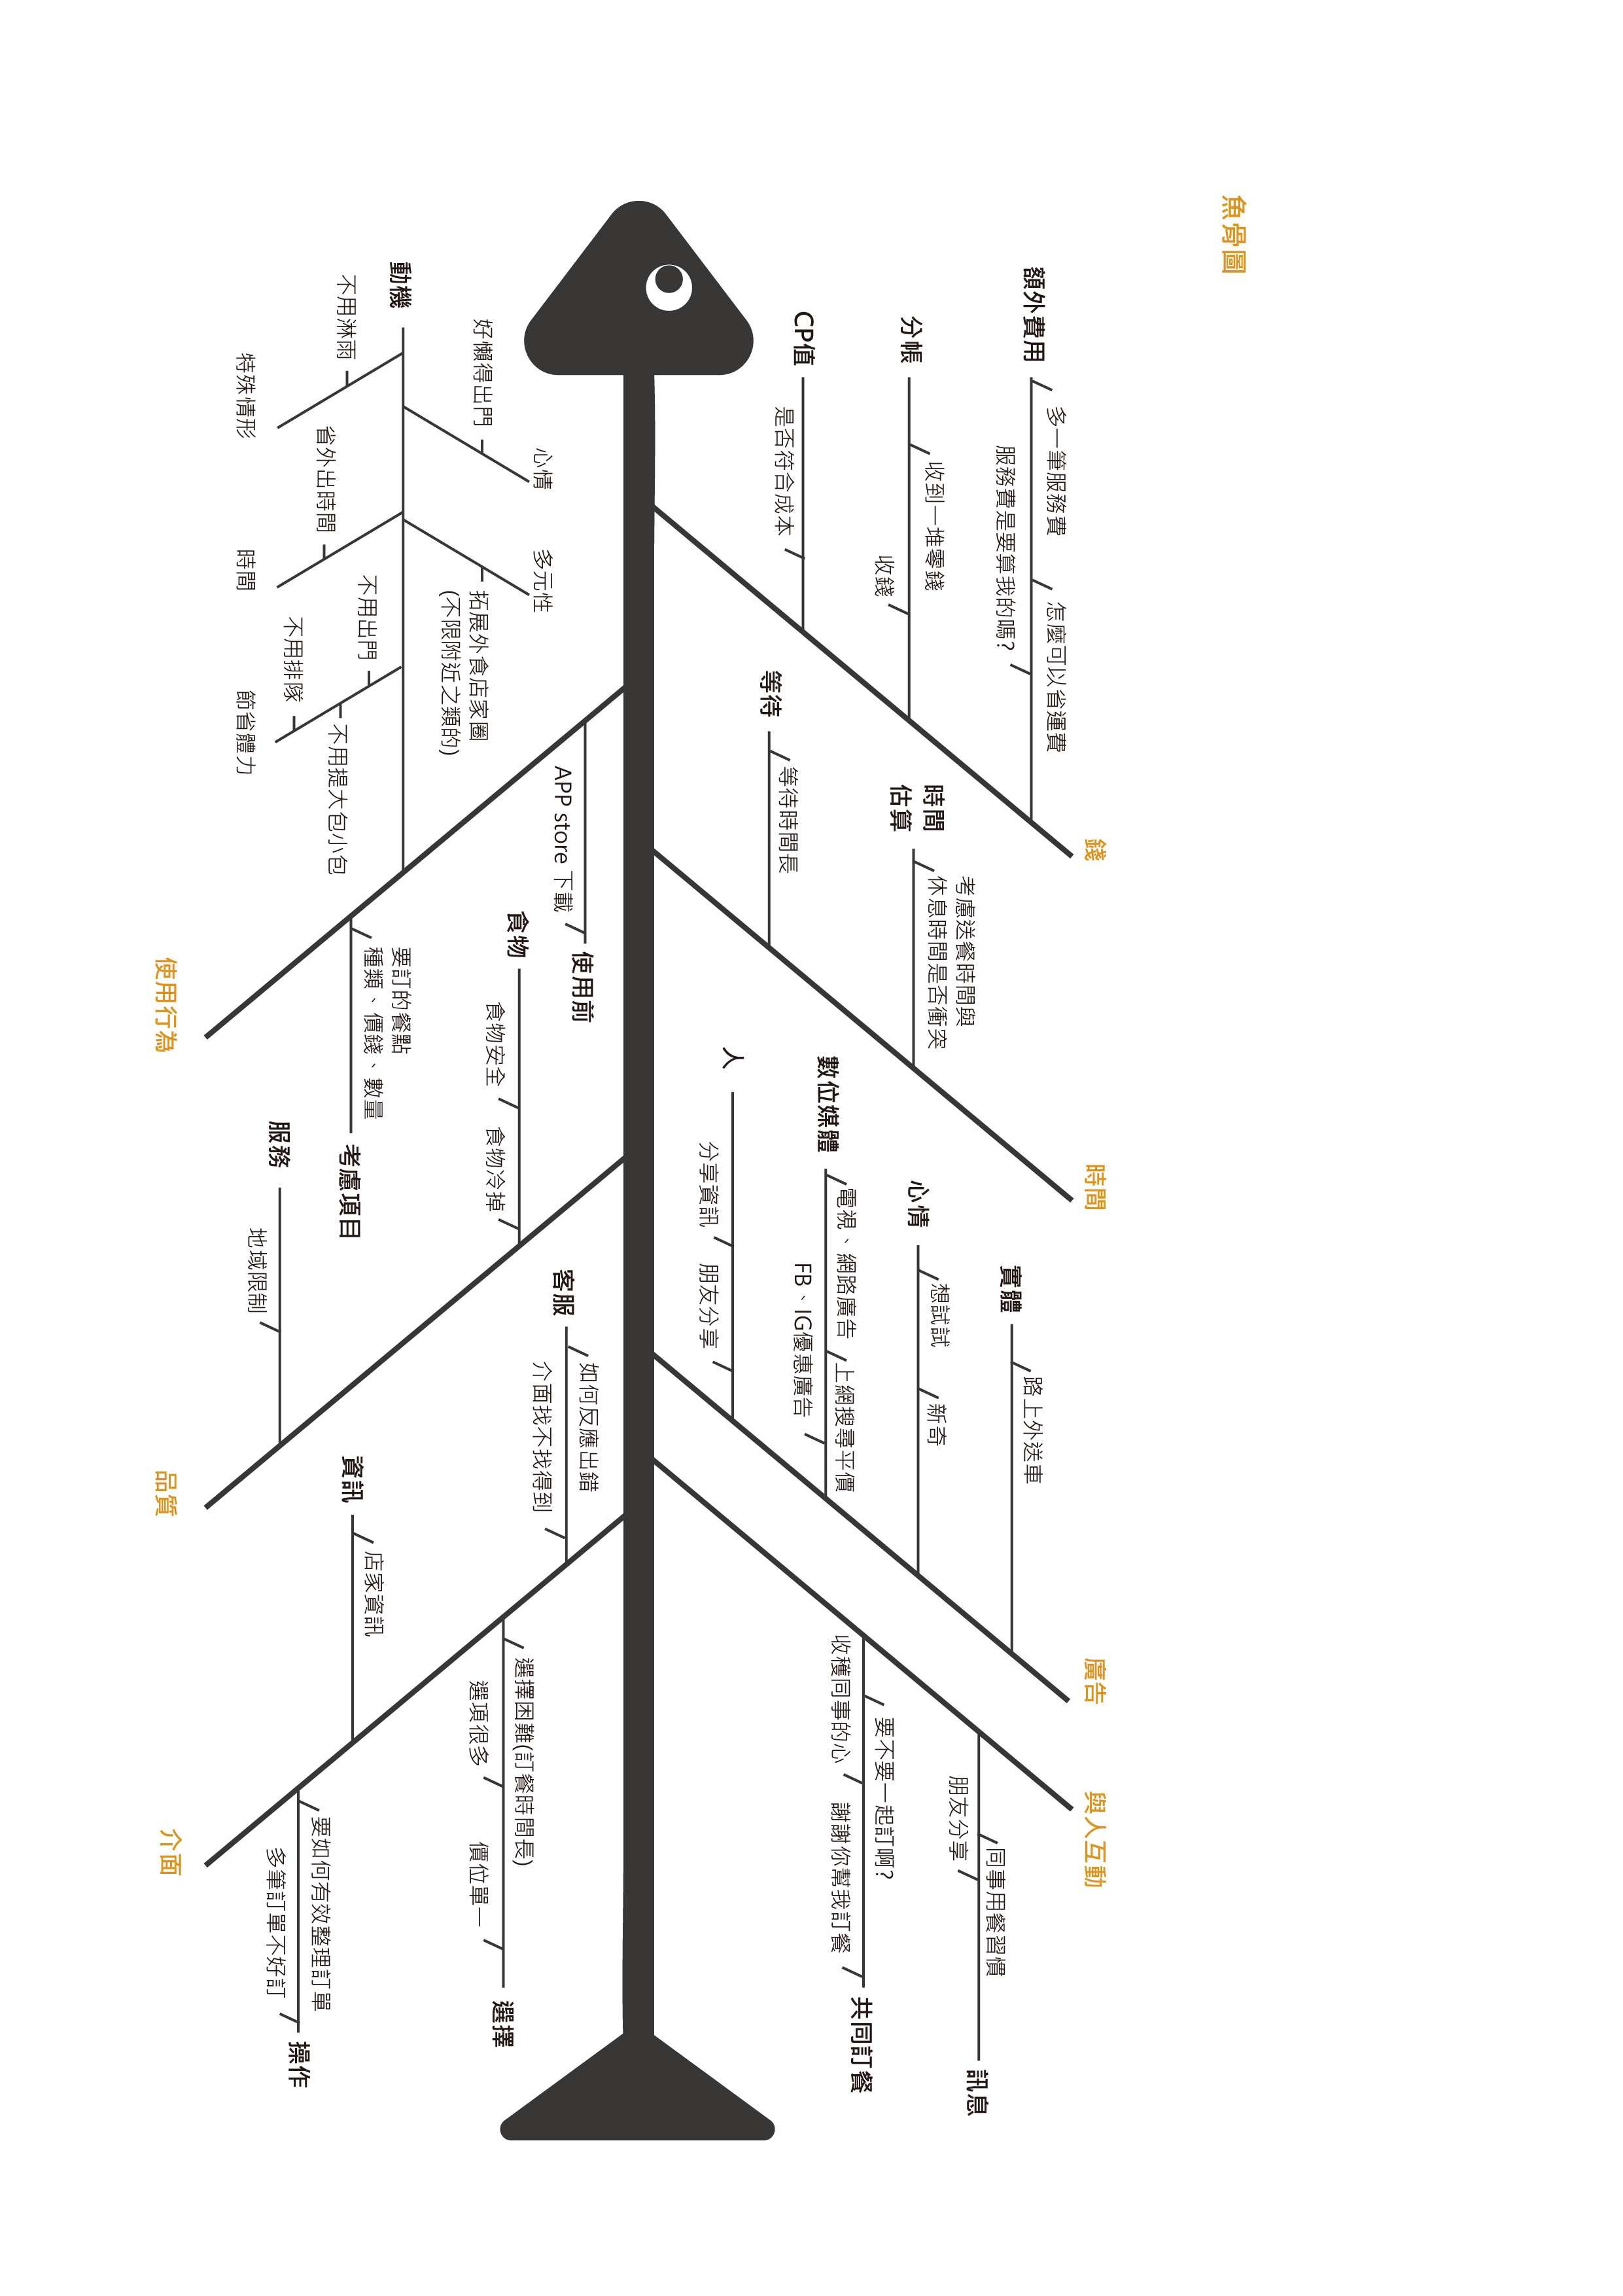 魚骨圖
錢
額外費用
多一筆服務費
怎麼可以省運費
服務費是要算我的嗎?
分帳
收到一堆零錢
收錢
CP值
是否符合成本
時間
時間
估算
考慮送餐時間與
休息時間是否衝突
等待
等待時間長
廣告
實體
路上外送車
心情
想試試
新奇
數位媒體
電視、網路廣告
上網搜尋平價
FB、IG優惠廣告
人
分享資訊
朋友分享
與人互動
同事用餐習慣
訊息
朋友分享
要不要一起訂啊?
共同訂餐
收穫同事的心
謝謝你幫我訂餐
使用前
APP store 下載
心情
多元性
好懶得出門
拓展外食店家圈
(不限附近之類的)
動機
不用淋雨
省外出時間
不用出門
不用提大包小包
不用排隊
特殊情形
時間
節省體力
要訂的餐點
種類、價錢、數量
考慮項目
使用行為
食物
食物安全
食物冷掉
服務
地域限制
品質
客服
如何反應出錯
介面找不找得到
選擇困難(訂餐時間長)
選擇
選項很多
價位單一
資訊
店家資訊
要如何有效整理訂單
操作
多筆訂單不好訂
介面